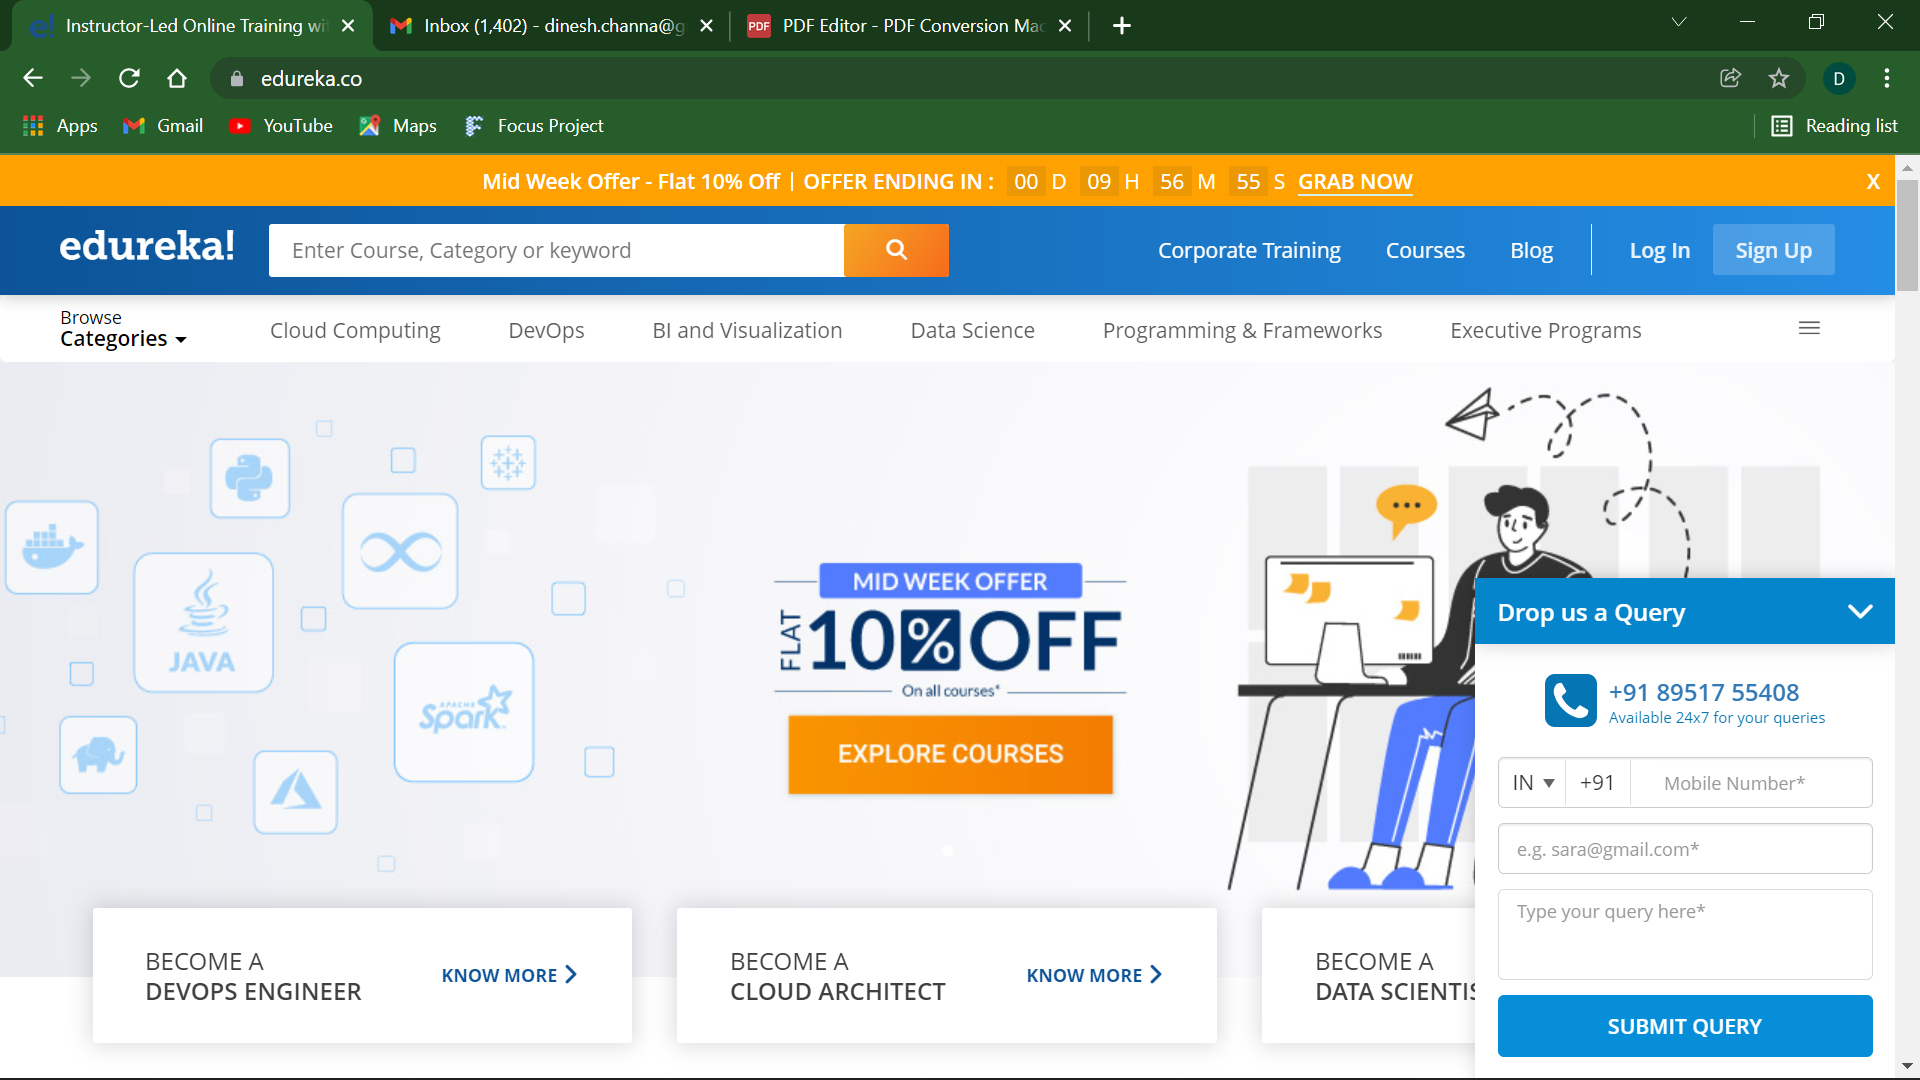 Instructor-Led Online Training wi
Inbox (1,402) - dinesh.channa@g
PDF
PDF Editor - PDF Conversion Mac
edureka.co
D
Apps
Gmail
YouTube
Maps
Focus Project
Reading list
Mid Week Offer - Flat 10% Off | OFFER ENDING IN : 00 D 09 H 56 M 55 S GRAB NOW
X
edureka!
Enter Course, Category or keyword
Corporate Training
Courses
Blog
Log In
Sign Up
Browse
Categories
Cloud Computing
DevOps
BI and Visualization
Data Science
Programming & Frameworks
Executive Programs
JAVA
APACHE
Spark
MID WEEK OFFER
FLAT 10% OFF
On all courses*
EXPLORE COURSES
Drop us a Query
+91 89517 55408
Available 24x7 for your queries
IN
+91
Mobile Number*
e.g. sara@gmail.com*
Type your query here*
SUBMIT QUERY
BECOME A
DEVOPS ENGINEER
KNOW MORE
BECOME A
CLOUD ARCHITECT
KNOW MORE
BECOME A
DATA SCIENTIS